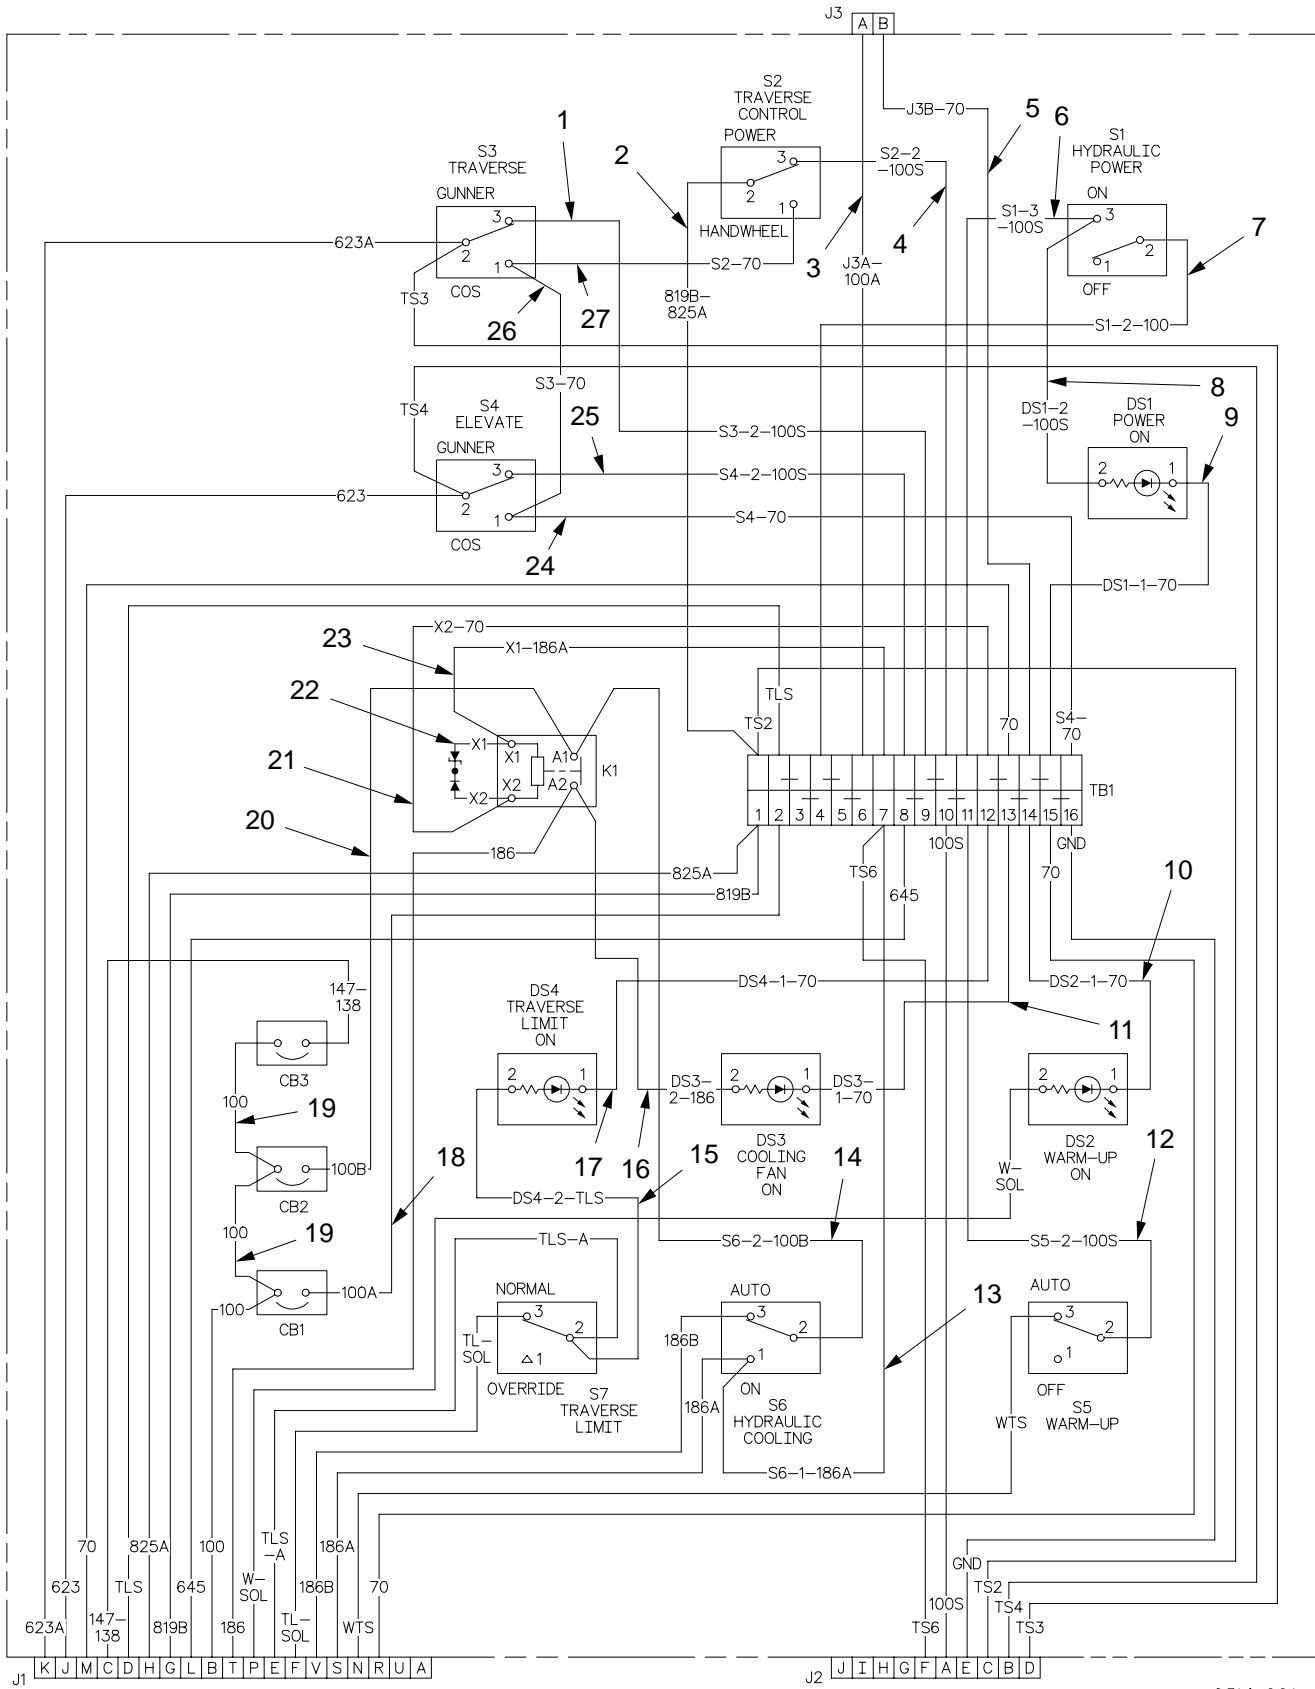 J3 A B
S2
TRAVERSE
CONTROL
POWER
3
2
1
HANDWHEEL
S2-2
-100S
J3B-70
5
6
S1
HYDRAULIC
POWER
ON
S1-3
-100S
3
2
1
OFF
7
1
2
S3
TRAVERSE
GUNNER
3
2
1
COS
623A
TS3
26
27
S2-70
819B-
825A
3
J3A-
100A
4
S1-2-100
S3-70
8
DS1-2
-100S
DS1
POWER
ON
9
2 1
TS4
S4
ELEVATE
GUNNER
3
2
1
COS
25
S3-2-100S
S4-2-100S
623
S4-70
24
DS1-1-70
X2-70
23
X1-186A
22
21
20
X1
X1
X2
X2
A1
A2
K1
TS2
TLS
70
S4-
70
TB1
1 2 3 4 5 6 7 8 9 10 11 12 13 14 15 16
186
825A
819B
TS6
645
100S
GND
70
10
147-
138
DS4
TRAVERSE
LIMIT
ON
DS4-1-70
DS2-1-70
11
CB3
2 1
DS3-
2-186
2 1
DS3-
1-70
2 1
100
19
17
16
15
DS3
COOLING
FAN
ON
14
DS2
WARM-UP
ON
12
W-
SOL
100B
18
CB2
DS4-2-TLS
100
19
TLS-A
S6-2-100B
S5-2-100S
100A
100
CB1
NORMAL
3
2
1
OVERRIDE
TL-
SOL
S7
TRAVERSE
LIMIT
AUTO
3
2
1
ON
186B
186A
S6
HYDRAULIC
COOLING
13
AUTO
3
2
1
OFF
WTS
S5
WARM-UP
S6-1-186A
70
825A
100
TLS
-A
186A
623
TLS
645
W-
SOL
186B
70
GND
TS2
623A
147-
138
819B
186
TL-
SOL
WTS
TS6
100S
TS4
TS3
J1 K J M C D H G L B T P E F V S N R U A
J2 J I H G F A E C B D